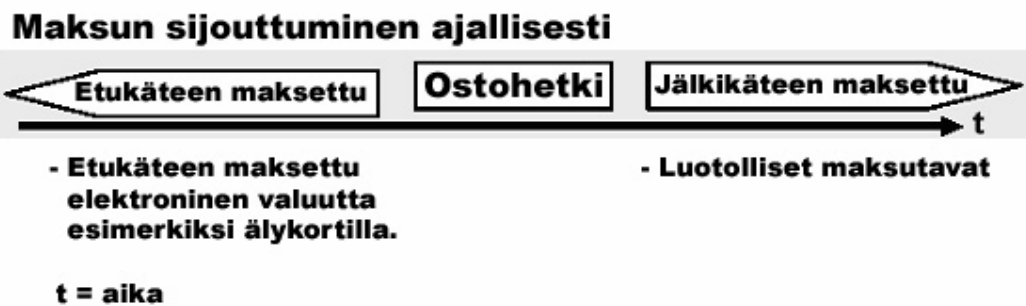 Maksun sijouttuminen ajallisesti
Etukäteen maksettu
Ostohetki
Jälkikäteen maksettu
t
- Etukäteen maksettu
elektroninen valuutta
esimerkiksi älykortilla.
- Luotolliset maksutavat
t = aika